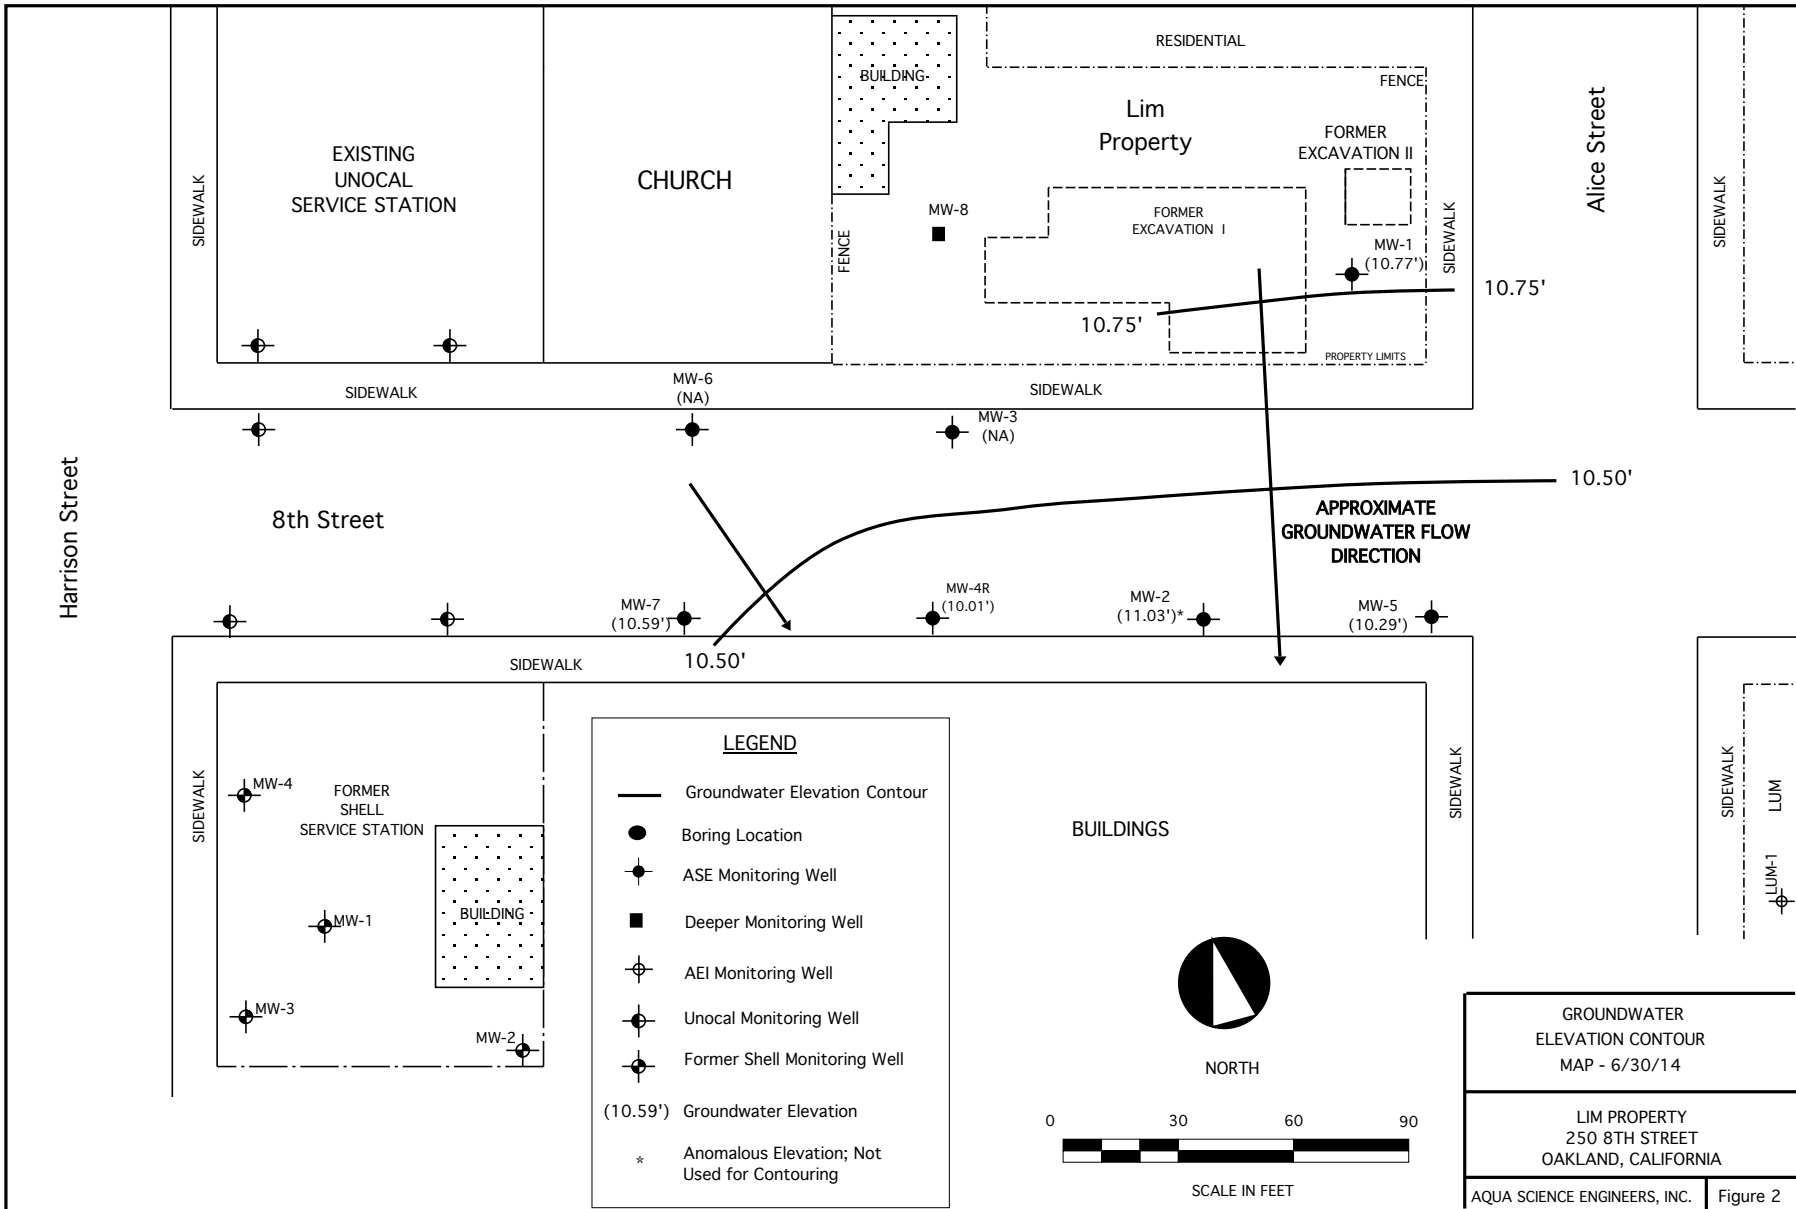 RESIDENTIAL
FENCE
BUILDING
Lim
Property
FORMER
EXCAVATION II
Alice Street
EXISTING
UNOCAL
SERVICE STATION
CHURCH
SIDEWALK
MW-8
FORMER
EXCAVATION I
MW-1
(10.77')
SIDEWALK
SIDEWALK
FENCE
10.75'
10.75'
PROPERTY LIMITS
SIDEWALK
MW-6
(NA)
SIDEWALK
MW-3
(NA)
Harrison Street
8th Street
10.50'
APPROXIMATE
GROUNDWATER FLOW
DIRECTION
MW-7
(10.59')
MW-4R
(10.01')
MW-2
(11.03')*
MW-5
(10.29')
SIDEWALK
10.50'
LEGEND
Groundwater Elevation Contour
Boring Location
ASE Monitoring Well
Deeper Monitoring Well
AEI Monitoring Well
Unocal Monitoring Well
Former Shell Monitoring Well
(10.59') Groundwater Elevation
* Anomalous Elevation; Not
Used for Contouring
SIDEWALK
MW-4
FORMER
SHELL
SERVICE STATION
BUILDING
MW-1
MW-3
MW-2
BUILDINGS
SIDEWALK
SIDEWALK
LUM
LUM-1
NORTH
0 30 60 90
SCALE IN FEET
GROUNDWATER
ELEVATION CONTOUR
MAP - 6/30/14
LIM PROPERTY
250 8TH STREET
OAKLAND, CALIFORNIA
AQUA SCIENCE ENGINEERS, INC.
Figure 2